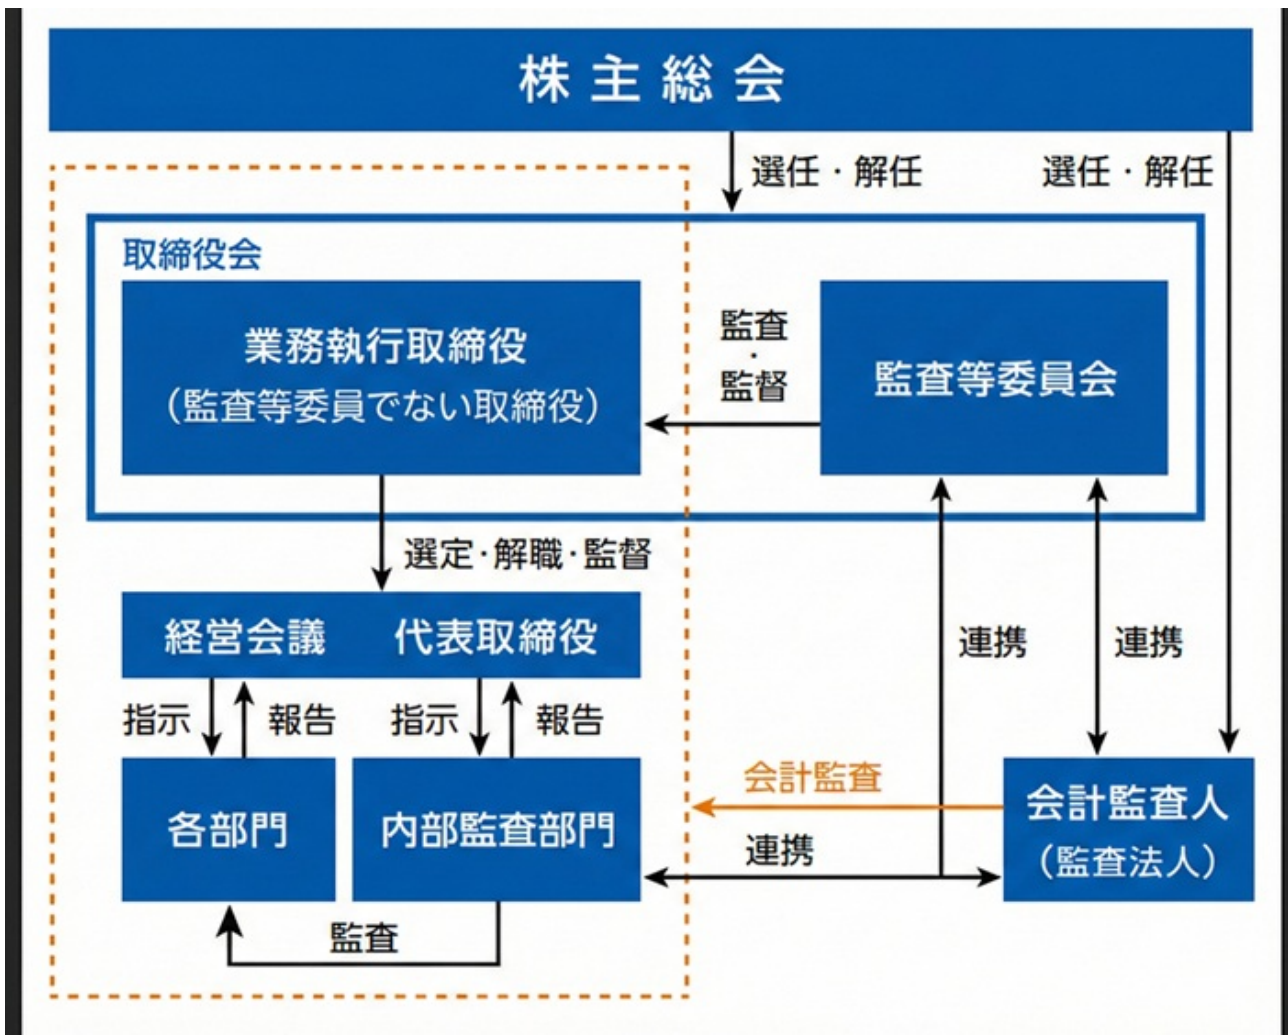 株主総会
選任・解任
選任・解任
取締役会
業務執行取締役
（監査等委員でない取締役）
監査
・
監督
監査等委員会
選定・解職・監督
経営会議
代表取締役
連携
連携
指示
報告
指示
報告
各部門
内部監査部門
会計監査
連携
会計監査人
（監査法人）
監査